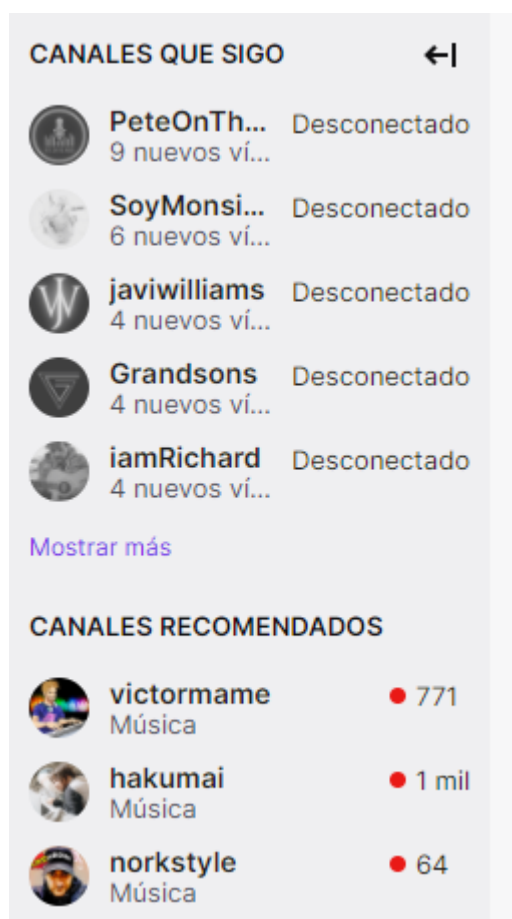 CANALES QUE SIGO
PeteOnTh... Desconectado
9 nuevos ví...
SoyMonsi... Desconectado
6 nuevos ví...
javiwilliams Desconectado
4 nuevos ví...
Grandsons Desconectado
4 nuevos ví...
iamRichard Desconectado
4 nuevos ví...
Mostrar más
CANALES RECOMENDADOS
victormame 771
Música
hakumai 1 mil
Música
norkstyle 64
Música